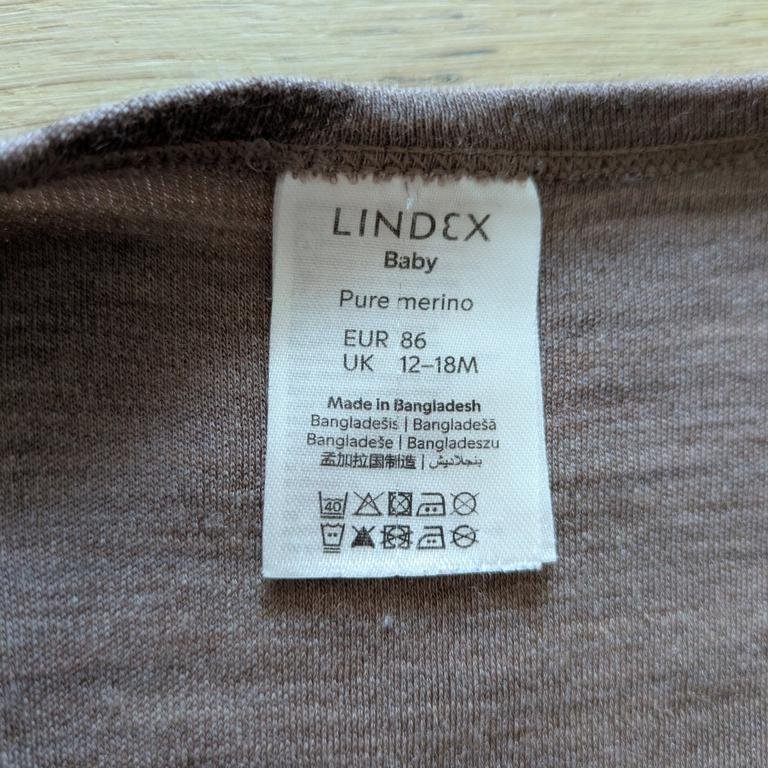 LINDEX
Baby
Pure merino
EUR 86
UK 12–18M
Made in Bangladesh
Bangladešis | Bangladešā
Bangladeše | Bangladeszu
孟加拉国制造 | بنجلاديش
40